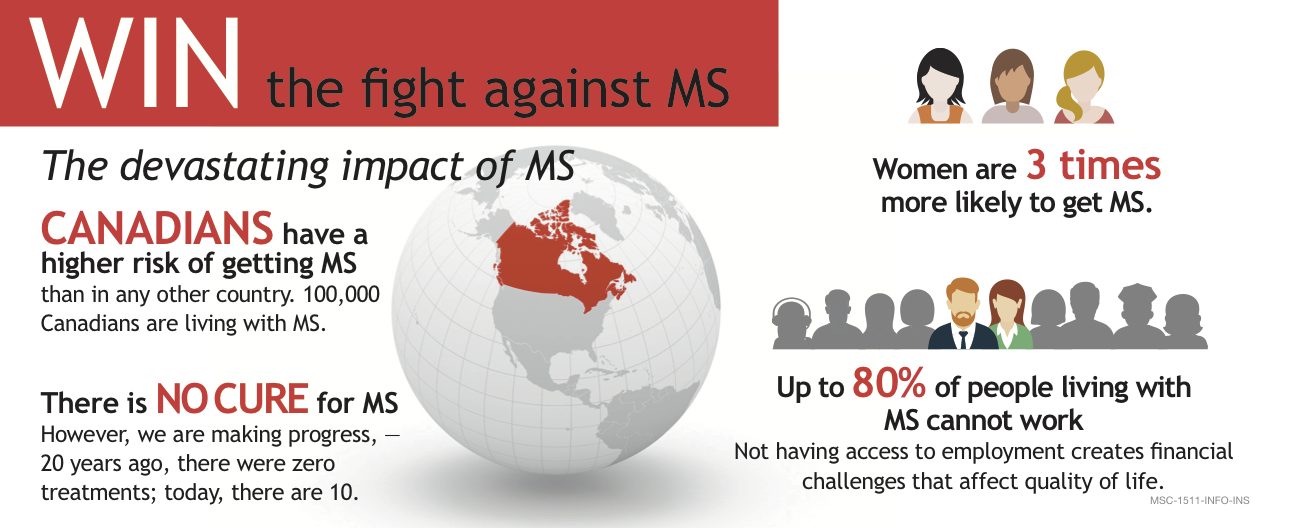 WIN the fight against MS
The devastating impact of MS
CANADIANS have a
higher risk of getting MS
than in any other country. 100,000
Canadians are living with MS.
There is NO CURE for MS
However, we are making progress, —
20 years ago, there were zero
treatments; today, there are 10.
Women are 3 times
more likely to get MS.
Up to 80% of people living with
MS cannot work
Not having access to employment creates financial
challenges that affect quality of life.
MSC-1511-INFO-INS